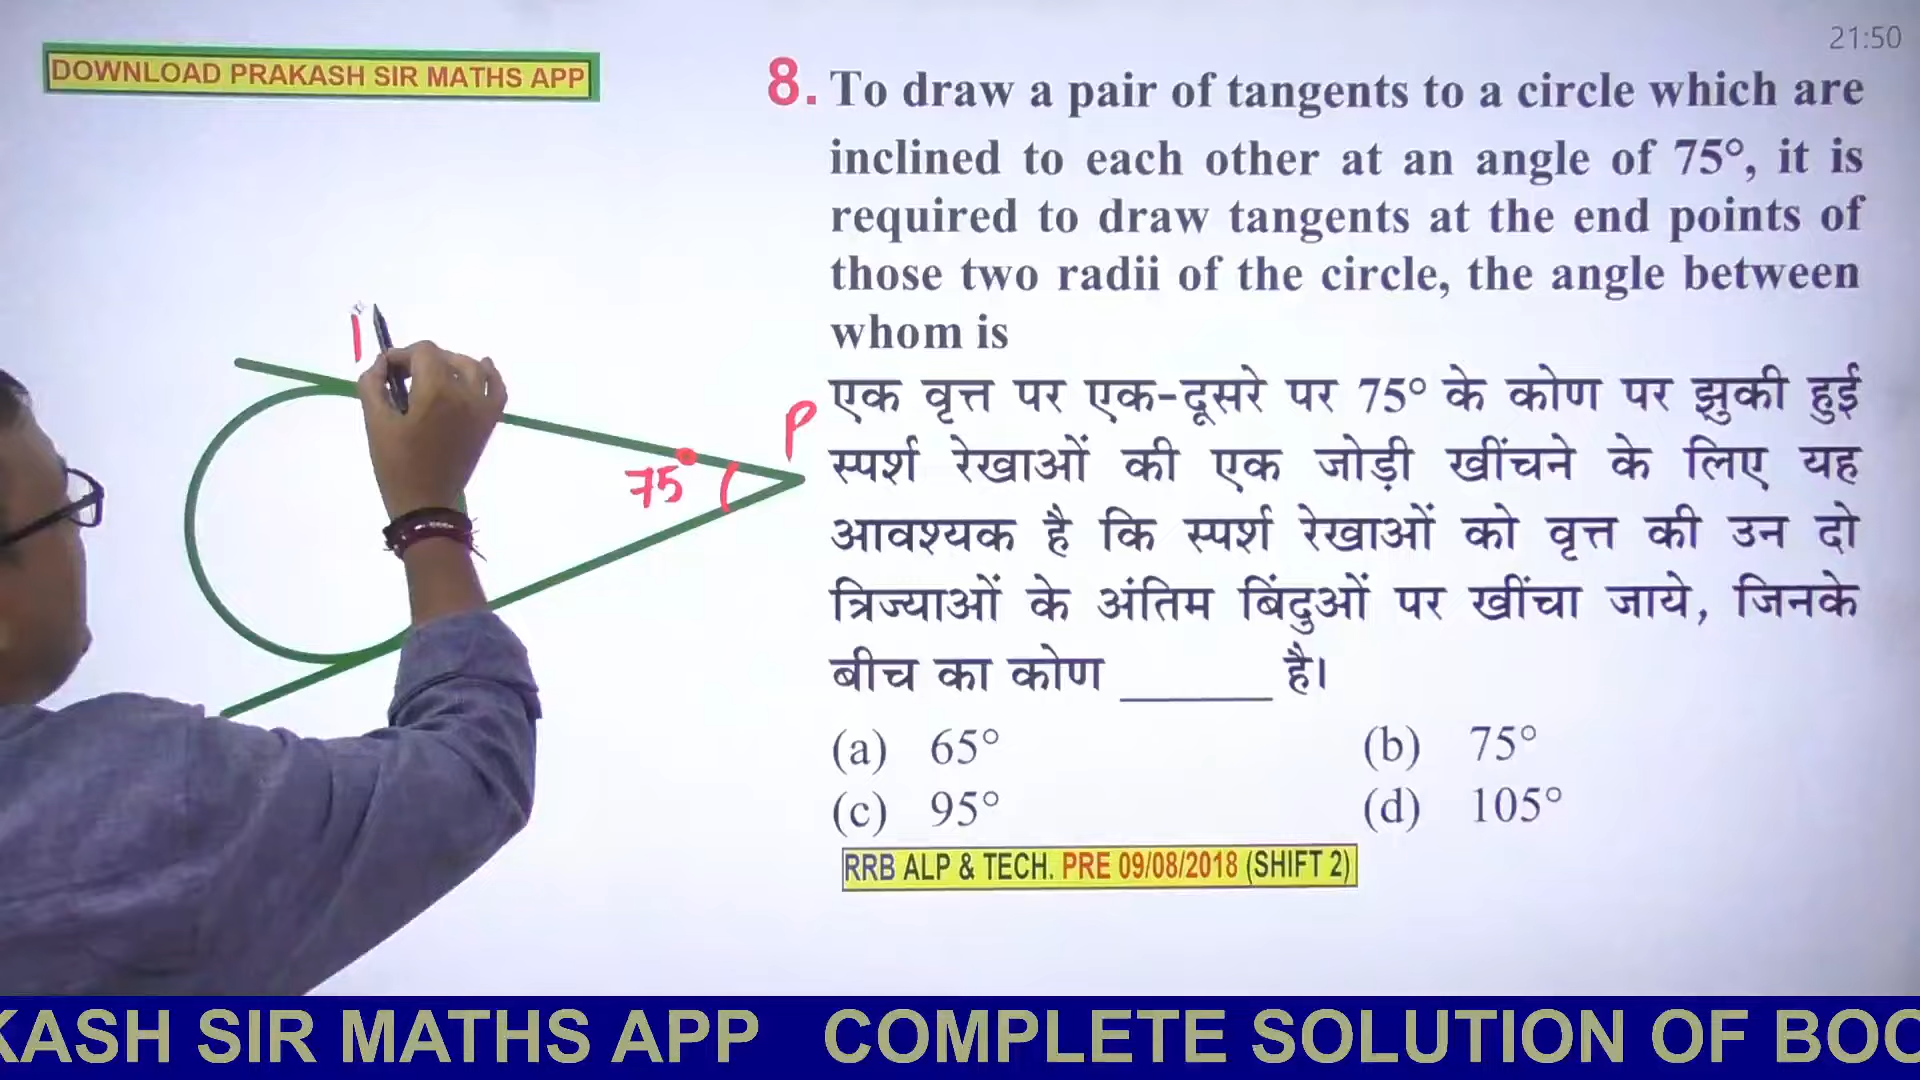 21:50
DOWNLOAD PRAKASH SIR MATHS APP
8. To draw a pair of tangents to a circle which are
inclined to each other at an angle of 75°, it is
required to draw tangents at the end points of
those two radii of the circle, the angle between
whom is
एक वृत्त पर एक-दूसरे पर 75° के कोण पर झुकी हुई
स्पर्श रेखाओं की एक जोड़ी खींचने के लिए यह
आवश्यक है कि स्पर्श रेखाओं को वृत्त की उन दो
त्रिज्याओं के अंतिम बिंदुओं पर खींचा जाये, जिनके
बीच का कोण ______ है।
(a) 65° (b) 75°
(c) 95° (d) 105°
RRB ALP & TECH. PRE 09/08/2018 (SHIFT 2)
P
75°
KASH SIR MATHS APP COMPLETE SOLUTION OF BOO